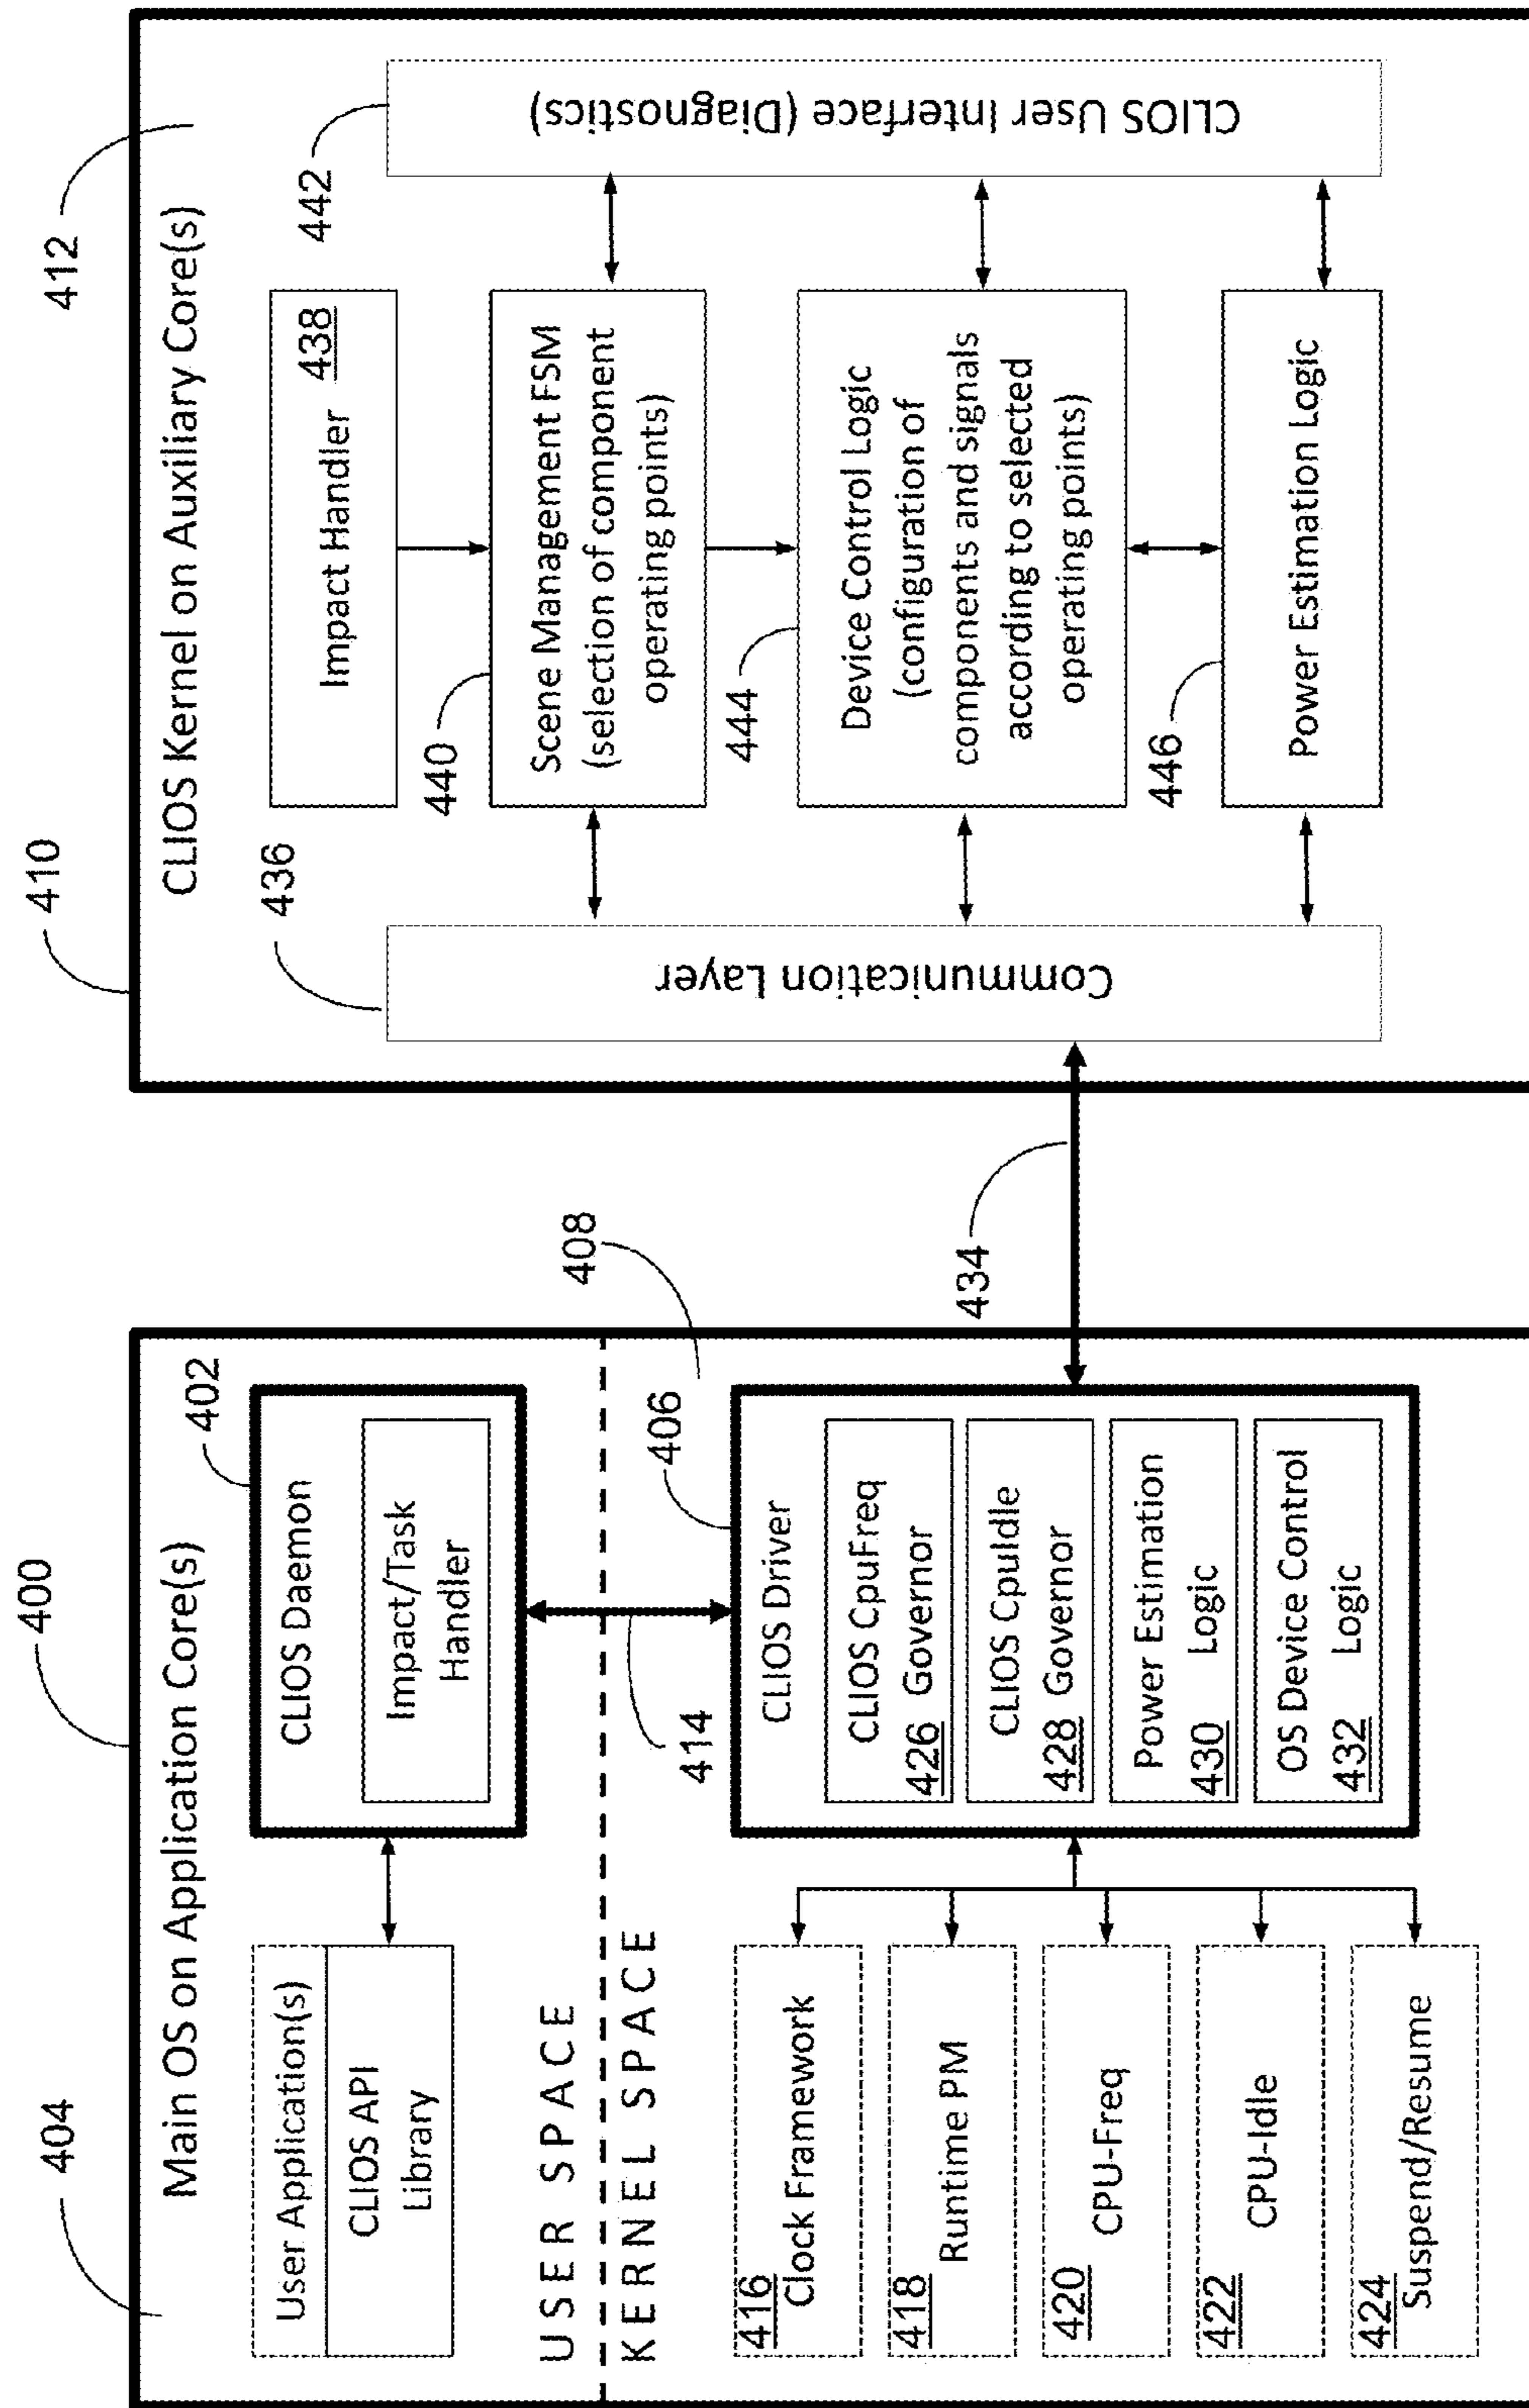 400
404
Main OS on Application Core(s)
User Application(s)
CLIOS API
Library
402
CLIOS Daemon
Impact/Task
Handler
USER SPACE
KERNEL SPACE
414
408
406
416
Clock Framework
418
Runtime PM
420
CPU-Freq
422
CPU-Idle
424
Suspend/Resume
CLIOS Driver
CLIOS CpuFreq
426 Governor
CLIOS CpuIdle
428 Governor
Power Estimation
430 Logic
OS Device Control
432 Logic
434
410
412
CLIOS Kernel on Auxiliary Core(s)
436
Communication Layer
Impact Handler 438
440
Scene Management FSM
(selection of component
operating points)
444
Device Control Logic
(configuration of
components and signals
according to selected
operating points)
446
Power Estimation Logic
442
CLIOS User Interface (Diagnostics)